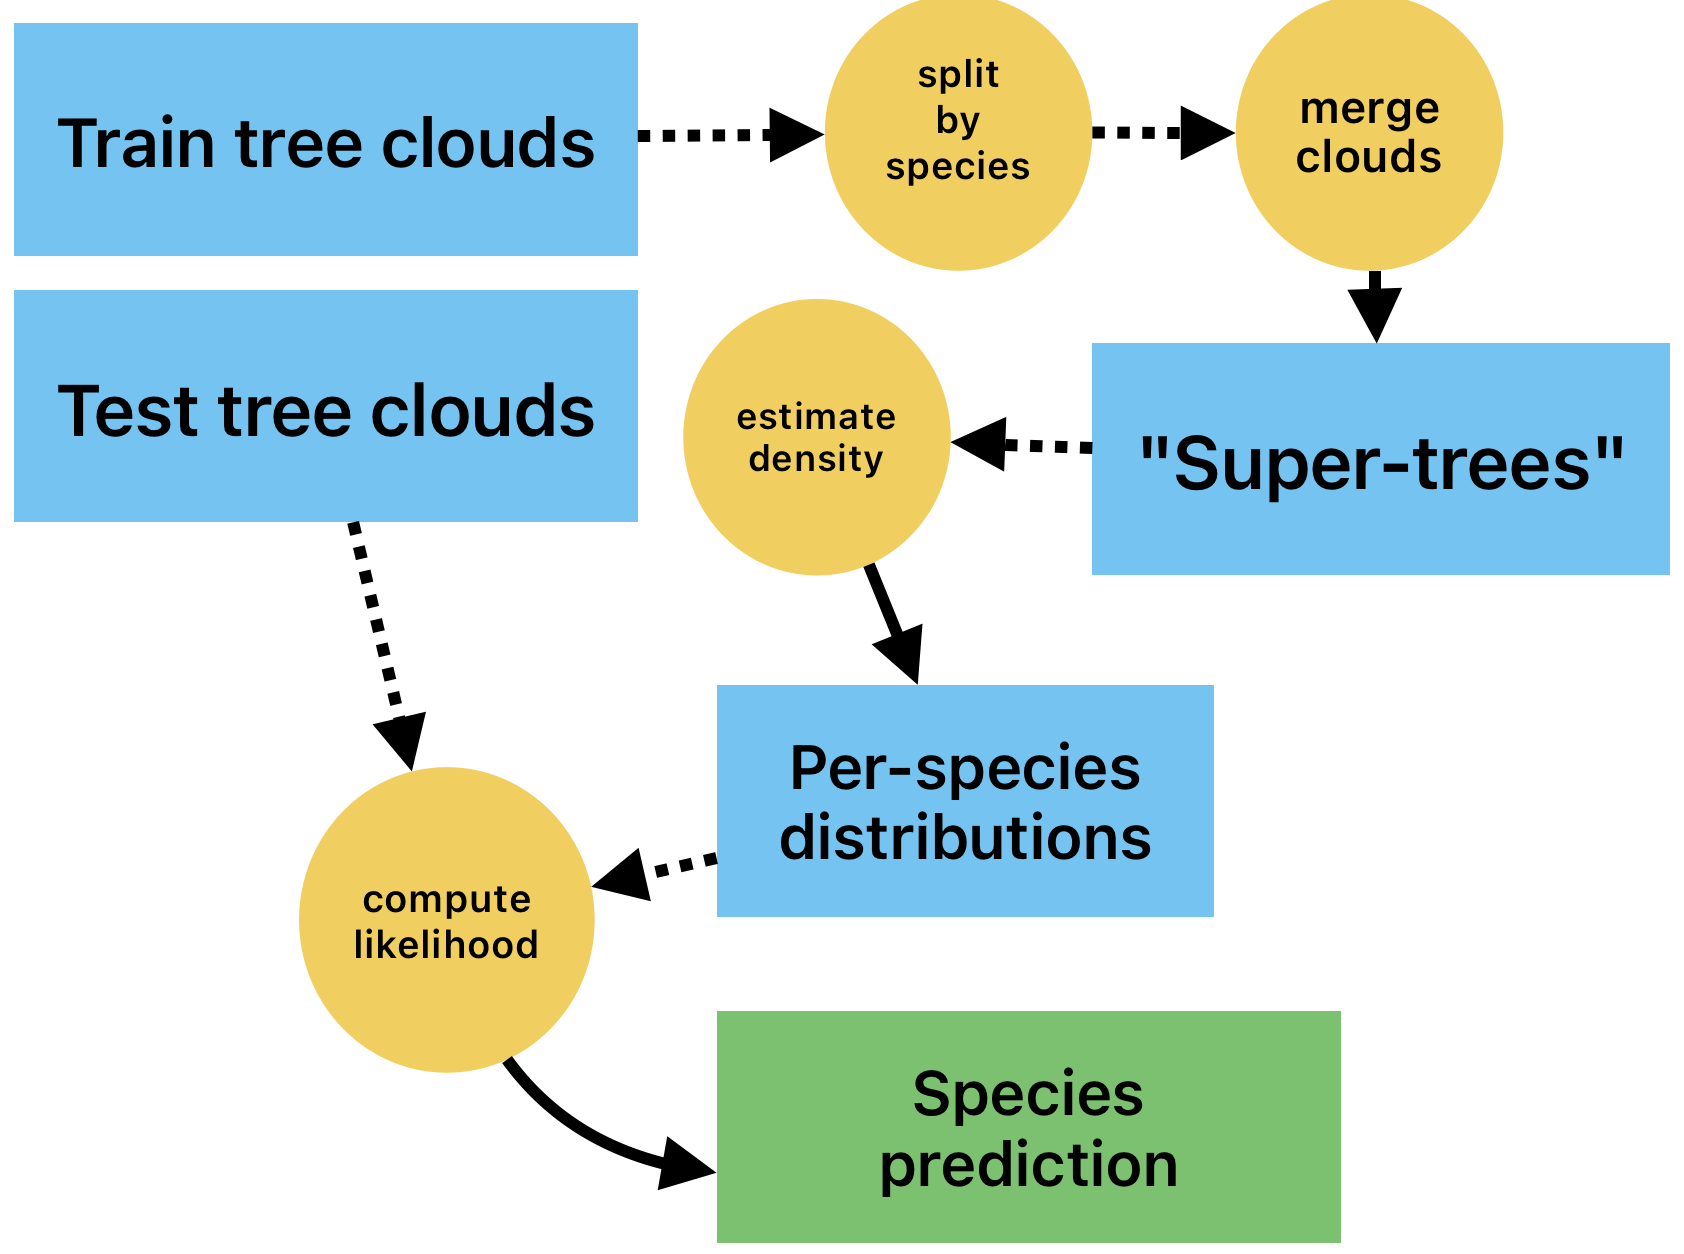 Train tree clouds
split
by
species
merge
clouds
Test tree clouds
estimate
density
"Super-trees"
Per-species
distributions
compute
likelihood
Species
prediction